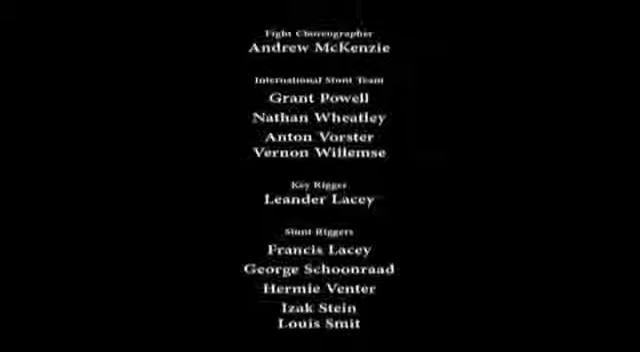 Fight Choreographer
Andrew McKenzie
International Stunt Team
Grant Powell
Nathan Wheatley
Anton Vorster
Vernon Willemse
Key Rigger
Leander Lacey
Stunt Riggers
Francis Lacey
George Schoonraad
Hermie Venter
Izak Stein
Louis Smit